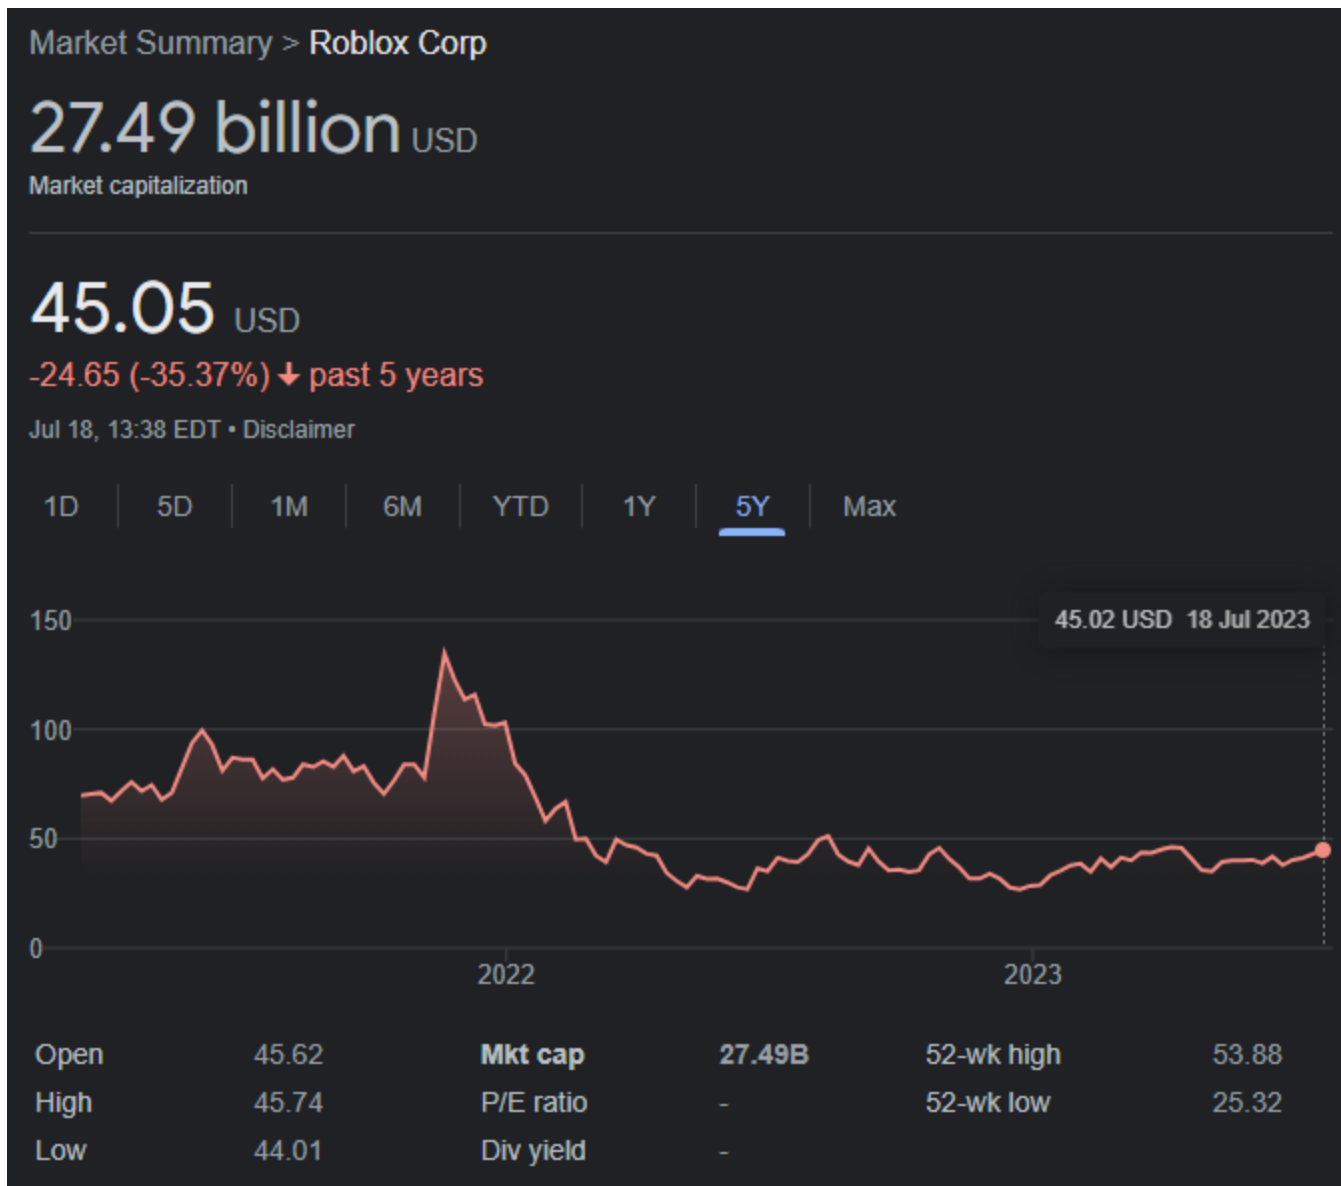 Market Summary > Roblox Corp
27.49 billion USD
Market capitalization
45.05 USD
-24.65 (-35.37%) ↓ past 5 years
Jul 18, 13:38 EDT • Disclaimer
1D 5D 1M 6M YTD 1Y 5Y Max
45.02 USD 18 Jul 2023
150
100
50
0
2022 2023
Open 45.62 Mkt cap 27.49B 52-wk high 53.88
High 45.74 P/E ratio - 52-wk low 25.32
Low 44.01 Div yield -